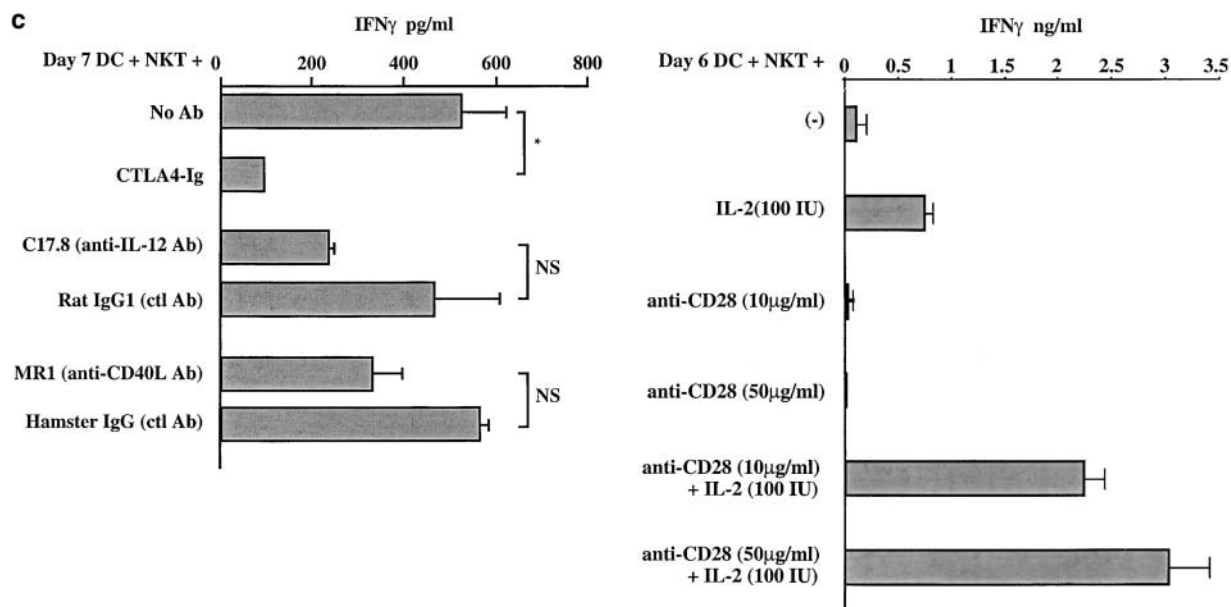 c
IFNγ pg/ml
Day 7 DC + NKT +
0 200 400 600 800
No Ab
*
CTLA4-Ig
C17.8 (anti-IL-12 Ab)
NS
Rat IgG1 (ctl Ab)
MR1 (anti-CD40L Ab)
NS
Hamster IgG (ctl Ab)
IFNγ ng/ml
Day 6 DC + NKT +
0 0.5 1 1.5 2 2.5 3 3.5
(-)
IL-2(100 IU)
anti-CD28 (10µg/ml)
anti-CD28 (50µg/ml)
anti-CD28 (10µg/ml)
+ IL-2 (100 IU)
anti-CD28 (50µg/ml)
+ IL-2 (100 IU)